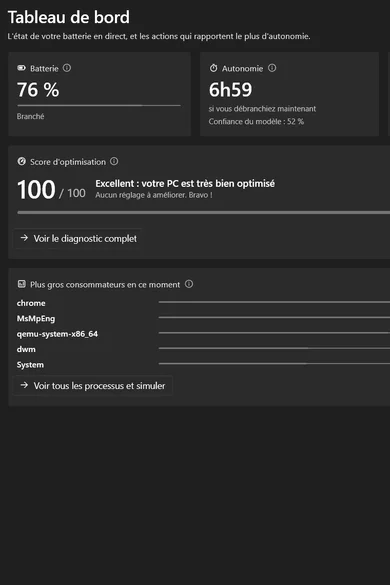 Tableau de bord
L'état de votre batterie en direct, et les actions qui rapportent le plus d'autonomie.
Batterie
76 %
Branché
Autonomie
6h59
si vous débranchiez maintenant
Confiance du modèle : 52 %
Score d'optimisation
100 / 100
Excellent : votre PC est très bien optimisé
Aucun réglage à améliorer. Bravo !
Voir le diagnostic complet
Plus gros consommateurs en ce moment
chrome
MsMpEng
qemu-system-x86_64
dwm
System
Voir tous les processus et simuler